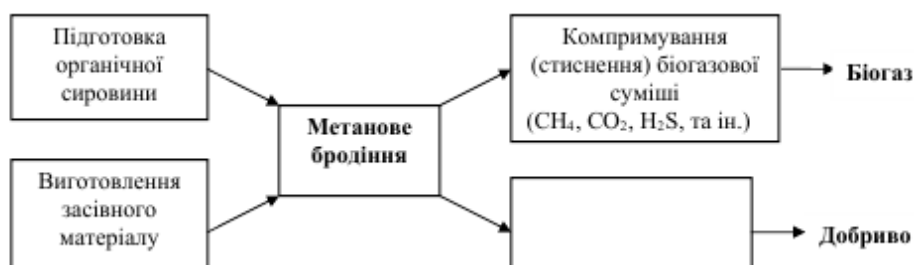 Підготовка
органічної
сировини
Виготовлення
засівного
матеріалу
Метанове
бродіння
Компримування
(стиснення) біогазової
суміші
(CH₄, CO₂, H₂S, та ін.)
Біогаз
Добриво